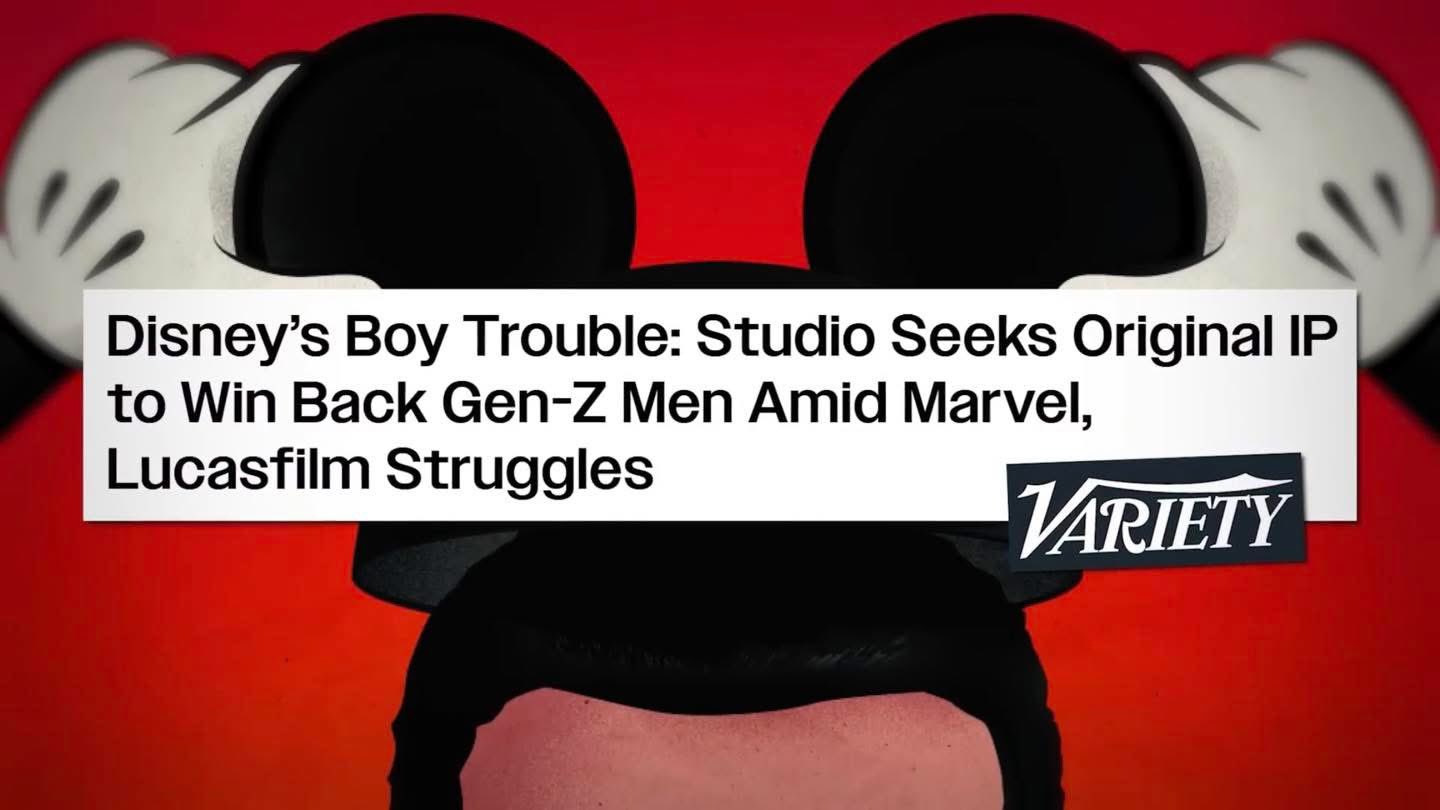 Disney's Boy Trouble: Studio Seeks Original IP
to Win Back Gen-Z Men Amid Marvel,
Lucasfilm Struggles
VARIETY